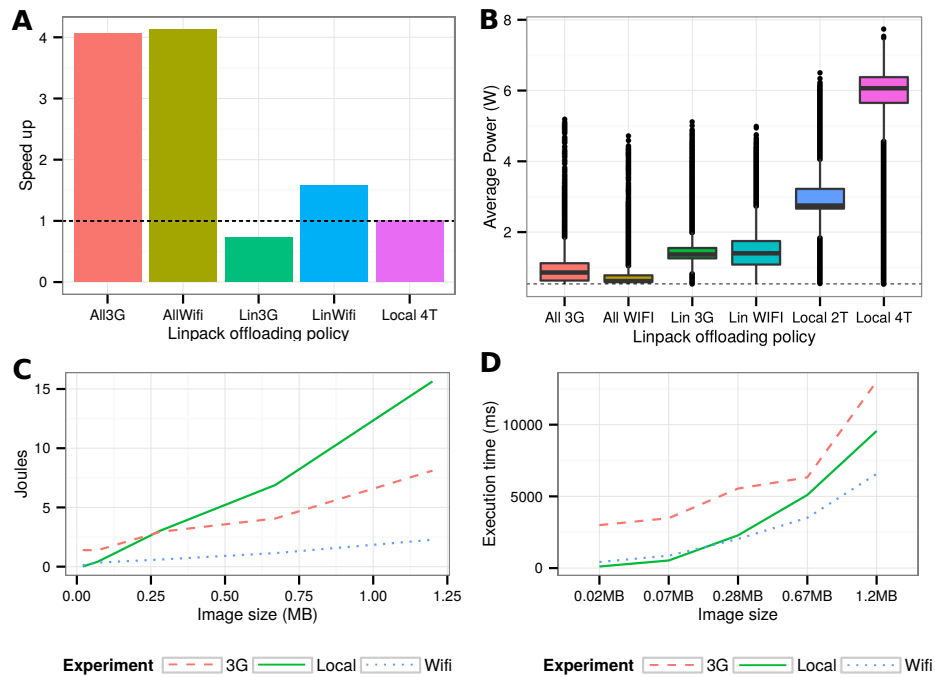 A
Speed up
4
3
2
1
0
All3G AllWifi Lin3G LinWifi Local 4T
Linpack offloading policy
B
Average Power (W)
8
6
4
2
All 3G All WIFI Lin 3G Lin WIFI Local 2T Local 4T
Linpack offloading policy
C
Joules
15
10
5
0
0.00 0.25 0.50 0.75 1.00 1.25
Image size (MB)
Experiment 3G Local Wifi
D
Execution time (ms)
10000
5000
0
0.02MB 0.07MB 0.28MB 0.67MB 1.2MB
Image size
Experiment 3G Local Wifi